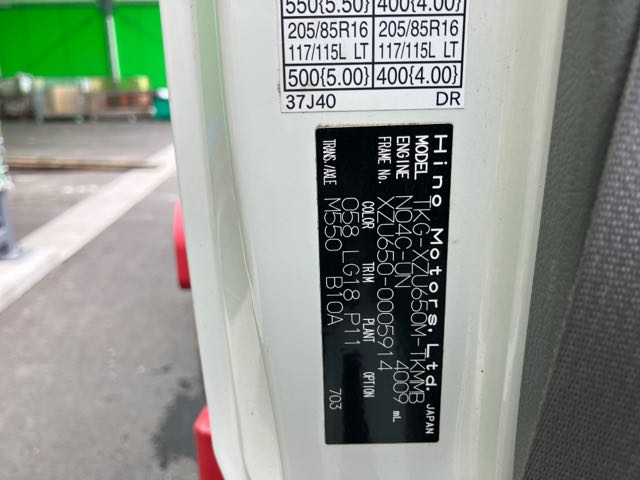 550{5.50} 400{4.00}
205/85R16 205/85R16
117/115L LT 117/115L LT
500{5.00} 400{4.00}
37J40 DR
Hino Motors, Ltd. JAPAN
MODEL TKG-XZU650M-TKMMB
ENGINE N04C-UN 4009 mL
FRAME No. XZU650-0005914
COLOR TRIM PLANT OPTION
058 LG18 P11
TRANS./AXLE M550 B10A 703